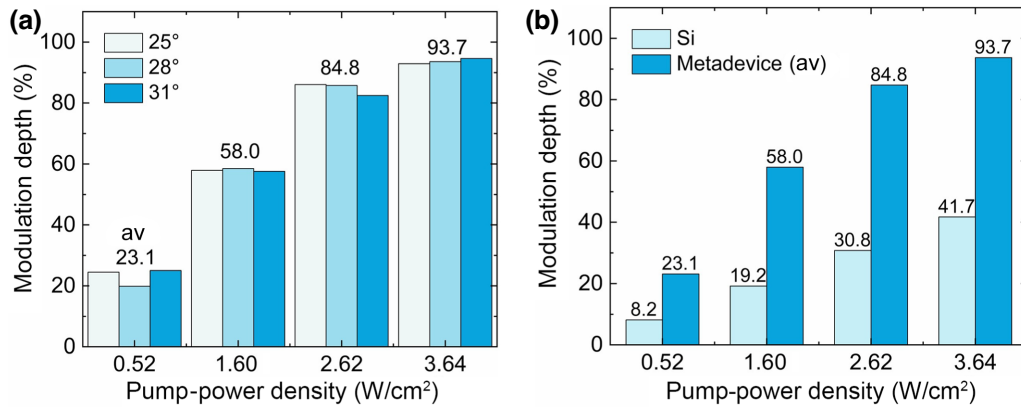 (a)
Modulation depth (%)
100
80
60
40
20
0
25°
28°
31°
av
23.1
58.0
84.8
93.7
0.52 1.60 2.62 3.64
Pump-power density (W/cm²)
(b)
Modulation depth (%)
100
80
60
40
20
0
Si
Metadevice (av)
8.2
23.1
19.2
58.0
30.8
84.8
41.7
93.7
0.52 1.60 2.62 3.64
Pump-power density (W/cm²)